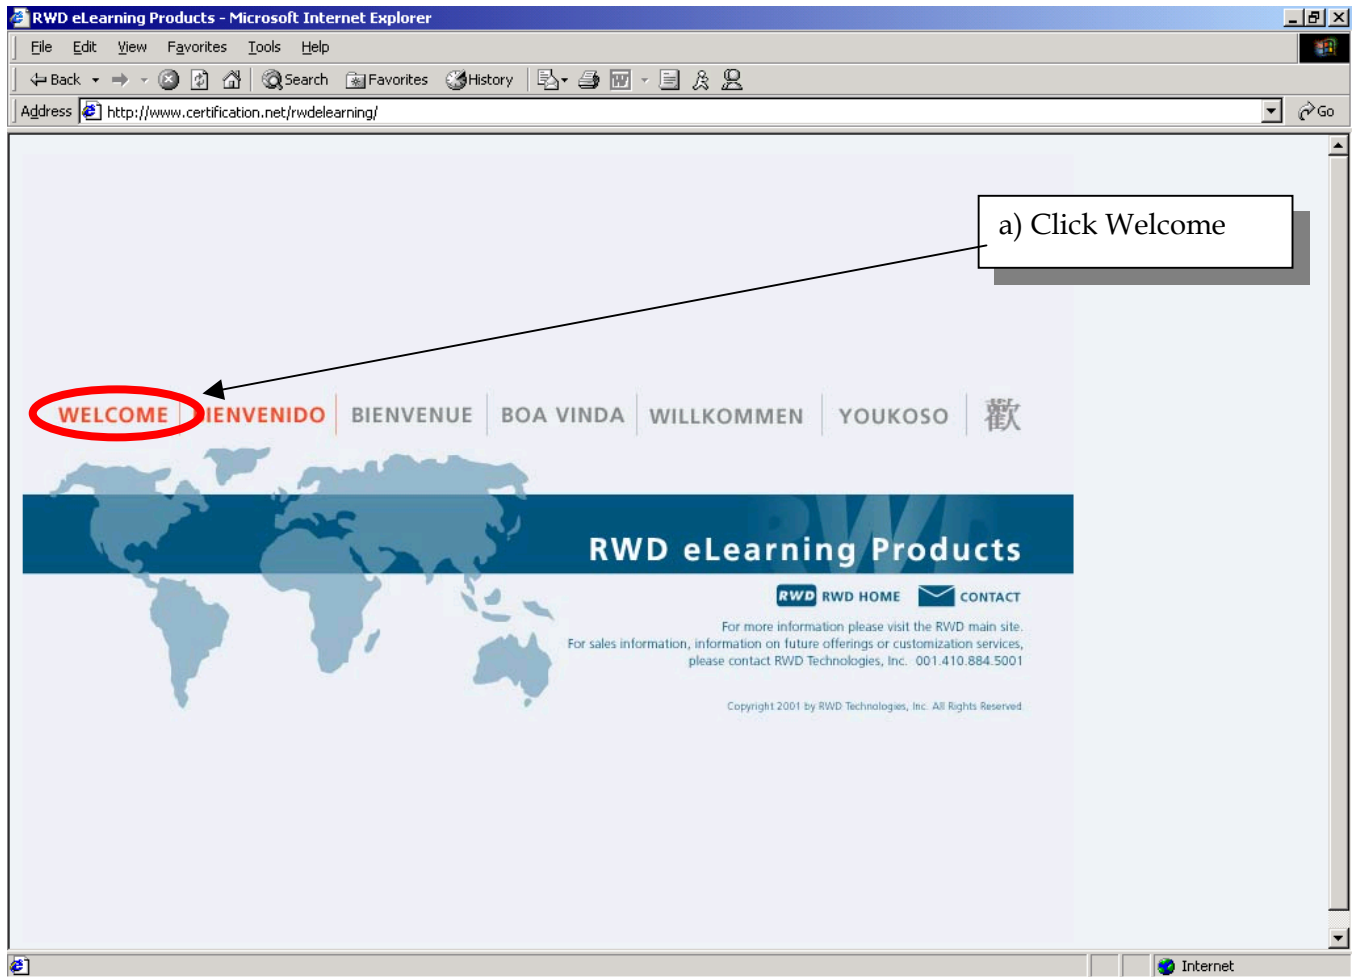 RWD eLearning Products - Microsoft Internet Explorer
File Edit View Favorites Tools Help
Back Search Favorites History
Address http://www.certification.net/rwdelearning/ Go
a) Click Welcome
WELCOME BIENVENIDO BIENVENUE BOA VINDA WILLKOMMEN YOUKOSO 歡
RWD
RWD eLearning Products
RWD RWD HOME CONTACT
For more information please visit the RWD main site.
For sales information, information on future offerings or customization services,
please contact RWD Technologies, Inc. 001.410.884.5001
Copyright 2001 by RWD Technologies, Inc. All Rights Reserved
Internet